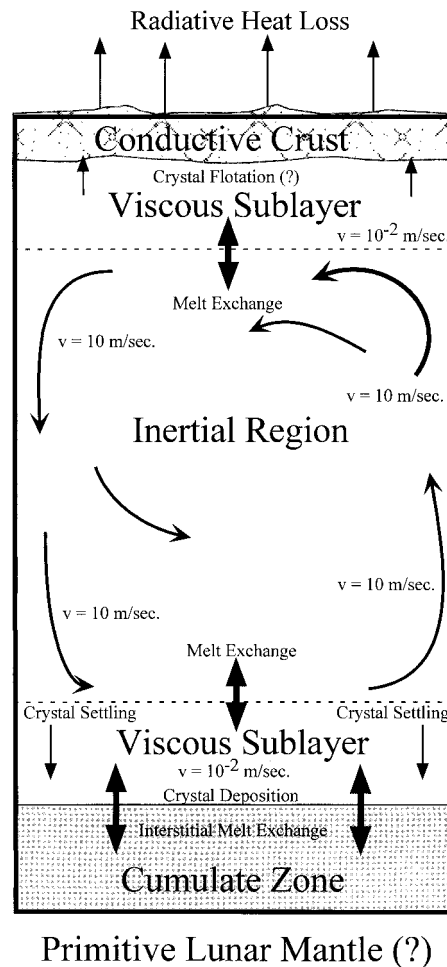 Radiative Heat Loss
Conductive Crust
Crystal Flotation (?)
Viscous Sublayer
v = 10⁻² m/sec.
Melt Exchange
v = 10 m/sec.
v = 10 m/sec.
Inertial Region
v = 10 m/sec.
v = 10 m/sec.
Melt Exchange
Crystal Settling
Crystal Settling
Viscous Sublayer
v = 10⁻² m/sec.
Crystal Deposition
Interstitial Melt Exchange
Cumulate Zone
Primitive Lunar Mantle (?)